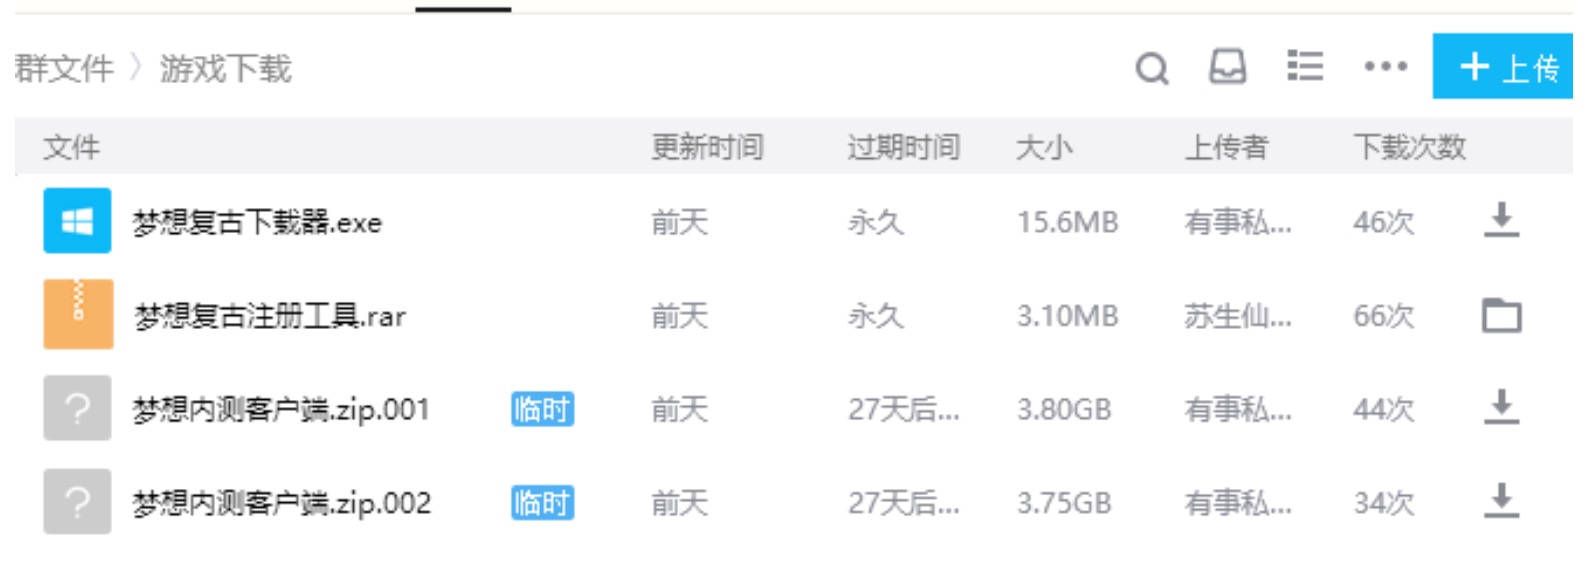 群文件 〉游戏下载
+ 上传
文件 更新时间 过期时间 大小 上传者 下载次数
梦想复古下载器.exe 前天 永久 15.6MB 有事私... 46次
梦想复古注册工具.rar 前天 永久 3.10MB 苏生仙... 66次
梦想内测客户端.zip.001 临时 前天 27天后... 3.80GB 有事私... 44次
梦想内测客户端.zip.002 临时 前天 27天后... 3.75GB 有事私... 34次